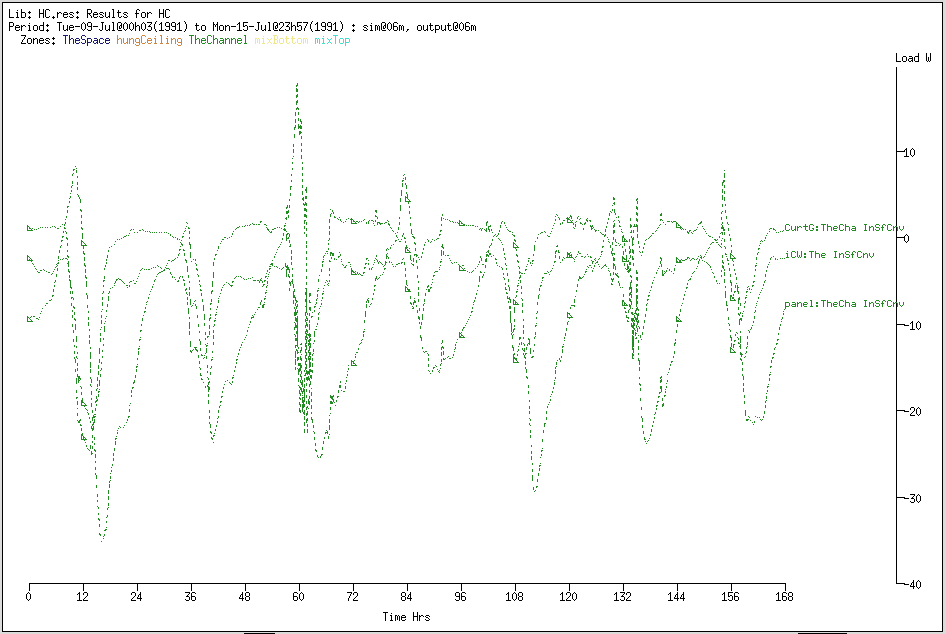 Lib: HC.res: Results for HC
Period: Tue-09-Jul@00h03(1991) to Mon-15-Jul@23h57(1991) : sim@06m, output@06m
Zones: TheSpace hungCeiling TheChannel mixBottom mixTop
Load W
10
CurtG:TheCha InSfCnv
0
iCW:The InSfCnv
panel:TheCha InSfCnv
-10
-20
-30
-40
0 12 24 36 48 60 72 84 96 108 120 132 144 156 168
Time Hrs